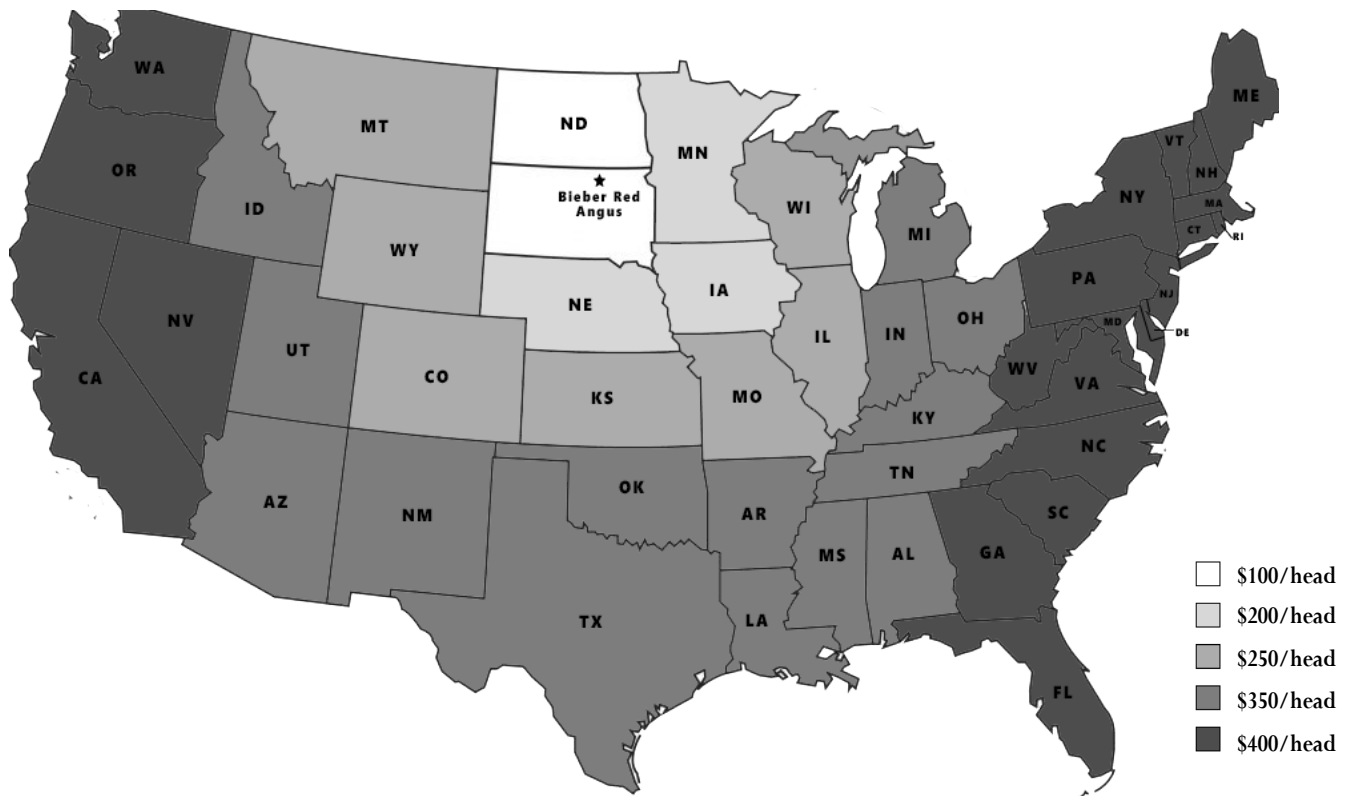 WA
MT
ND
MN
ME
OR
ID
Bieber Red
Angus
WI
MI
NY
VT
NH
MA
CT
RI
WY
NE
IA
PA
NJ
NV
UT
CO
KS
MO
IL
IN
OH
WV
MD
DE
VA
CA
KY
NC
AZ
NM
OK
AR
TN
SC
MS
AL
GA
TX
LA
FL
$100/head
$200/head
$250/head
$350/head
$400/head